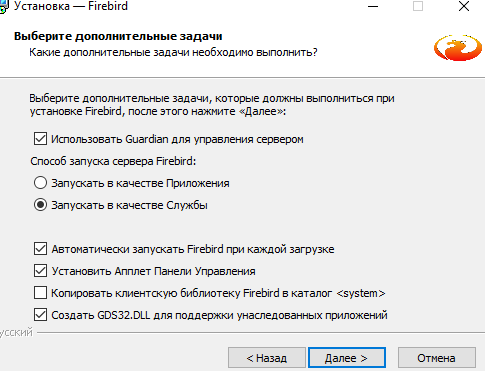 Установка — Firebird
Выберите дополнительные задачи
Какие дополнительные задачи необходимо выполнить?
Выберите дополнительные задачи, которые должны выполниться при
установке Firebird, после этого нажмите «Далее»:
Использовать Guardian для управления сервером
Способ запуска сервера Firebird:
Запускать в качестве Приложения
Запускать в качестве Службы
Автоматически запускать Firebird при каждой загрузке
Установить Апплет Панели Управления
Копировать клиентскую библиотеку Firebird в каталог <system>
Создать GDS32.DLL для поддержки унаследованных приложений
усский
< Назад
Далее >
Отмена